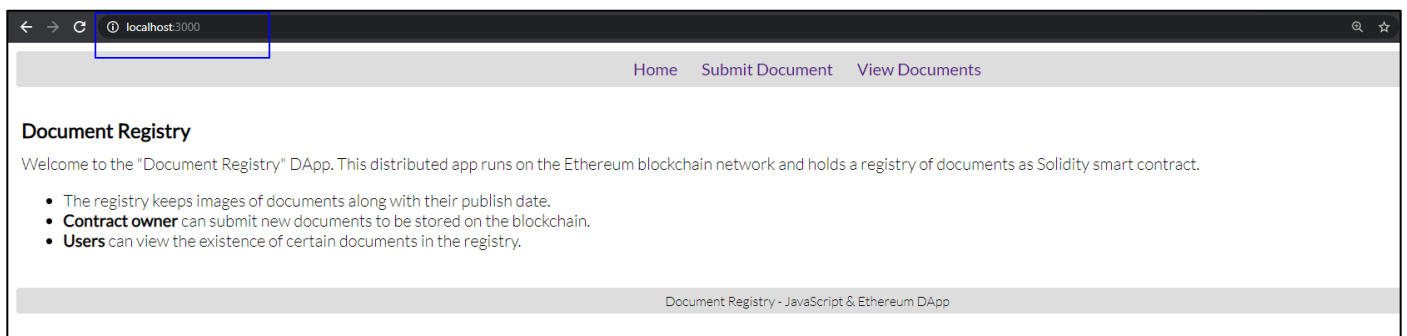 localhost:3000
Home Submit Document View Documents
Document Registry
Welcome to the "Document Registry" DApp. This distributed app runs on the Ethereum blockchain network and holds a registry of documents as Solidity smart contract.
• The registry keeps images of documents along with their publish date.
• Contract owner can submit new documents to be stored on the blockchain.
• Users can view the existence of certain documents in the registry.
Document Registry - JavaScript & Ethereum DApp